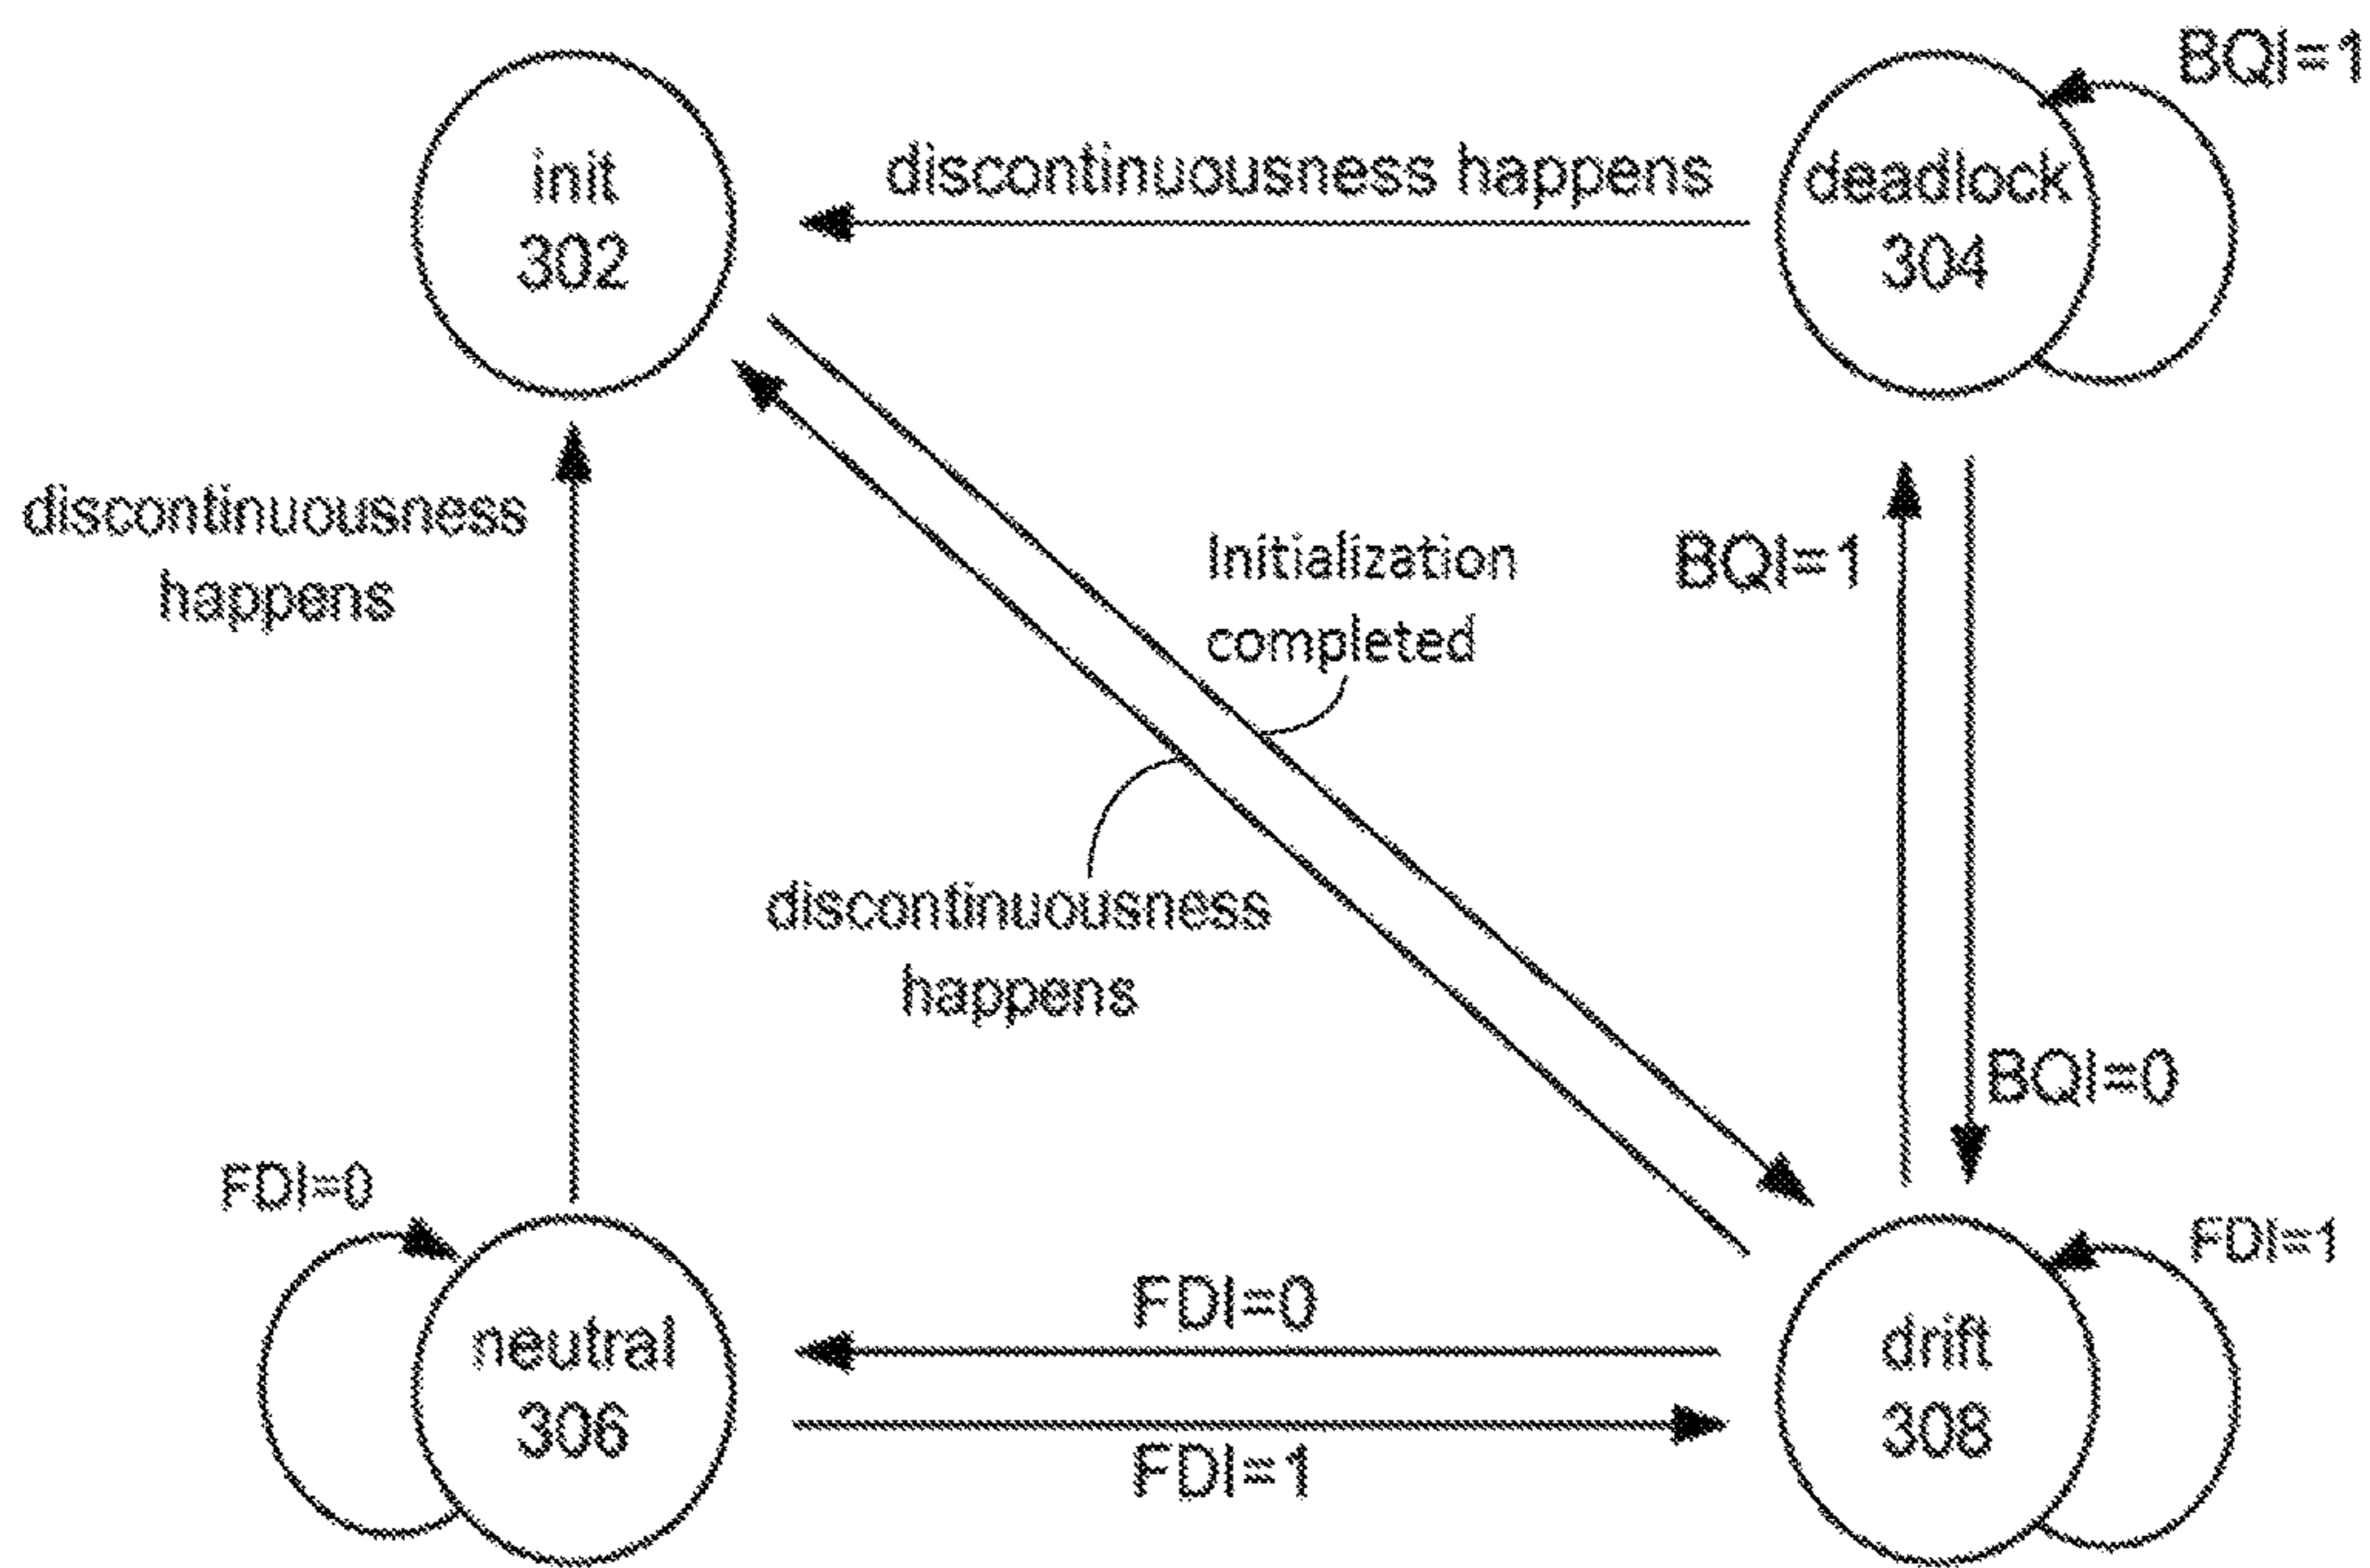 BQI=1
init
302
discontinuousness happens
deadlock
304
discontinuousness
happens
Initialization
completed
BQI=1
discontinuousness
happens
BQI=0
FDI=0
FDI=1
neutral
306
FDI=0
FDI=1
drift
308